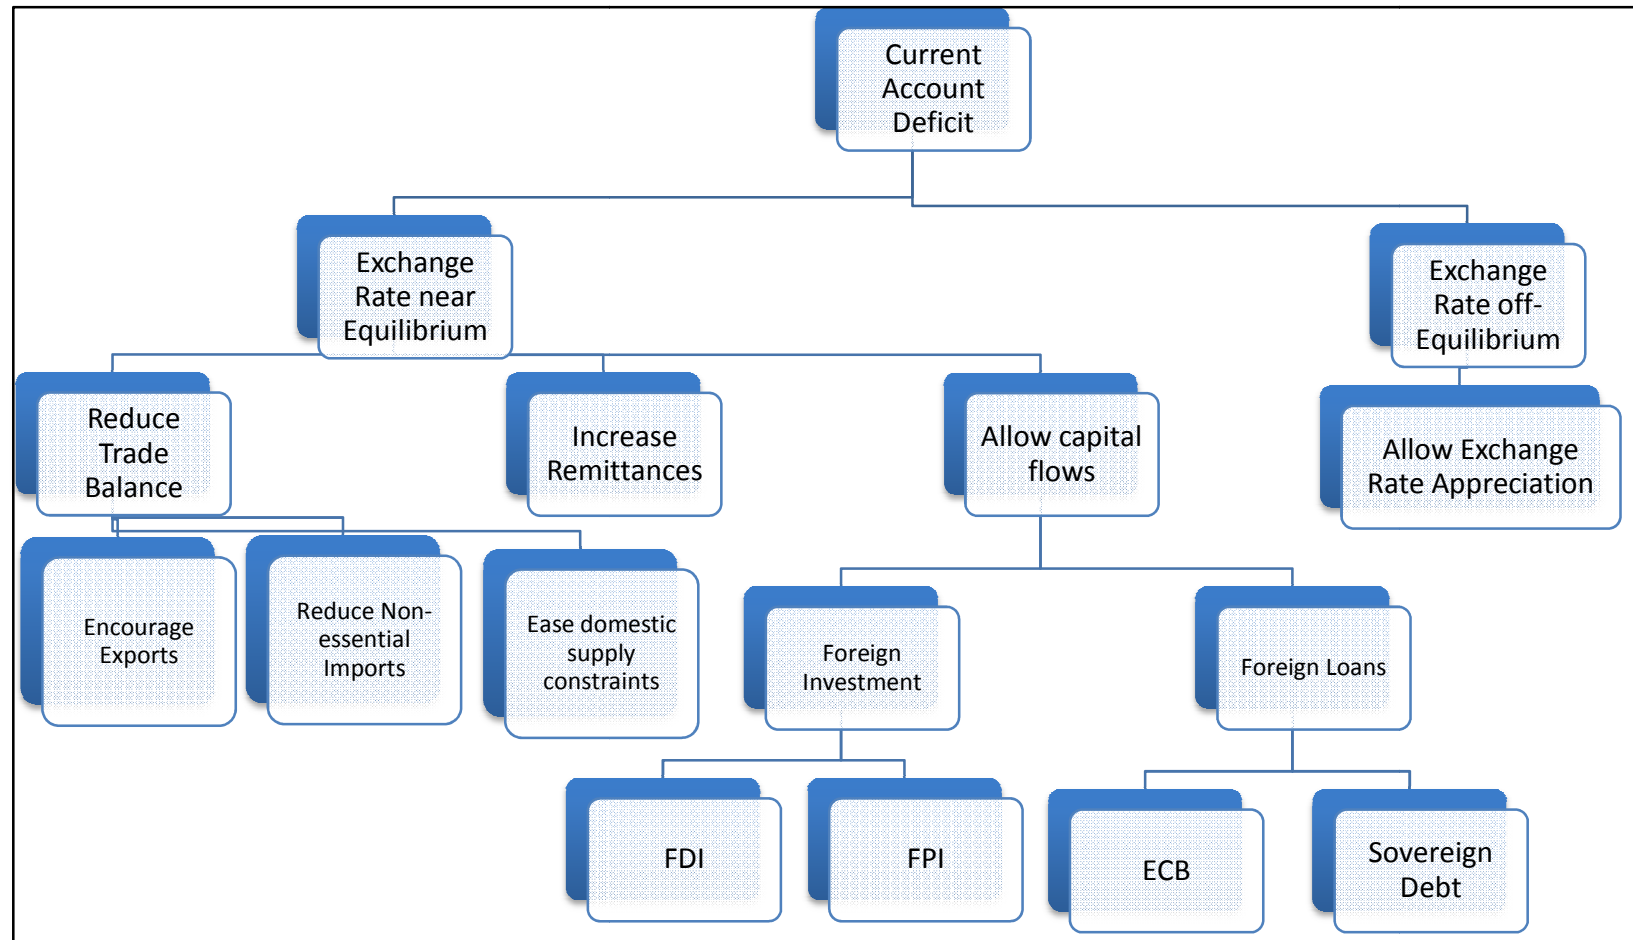 Current
Account
Deficit
Exchange
Rate near
Equilibrium
Exchange
Rate off-
Equilibrium
Reduce
Trade
Balance
Increase
Remittances
Allow capital
flows
Allow Exchange
Rate Appreciation
Encourage
Exports
Reduce Non-
essential
Imports
Ease domestic
supply
constraints
Foreign
Investment
Foreign Loans
FDI
FPI
ECB
Sovereign
Debt